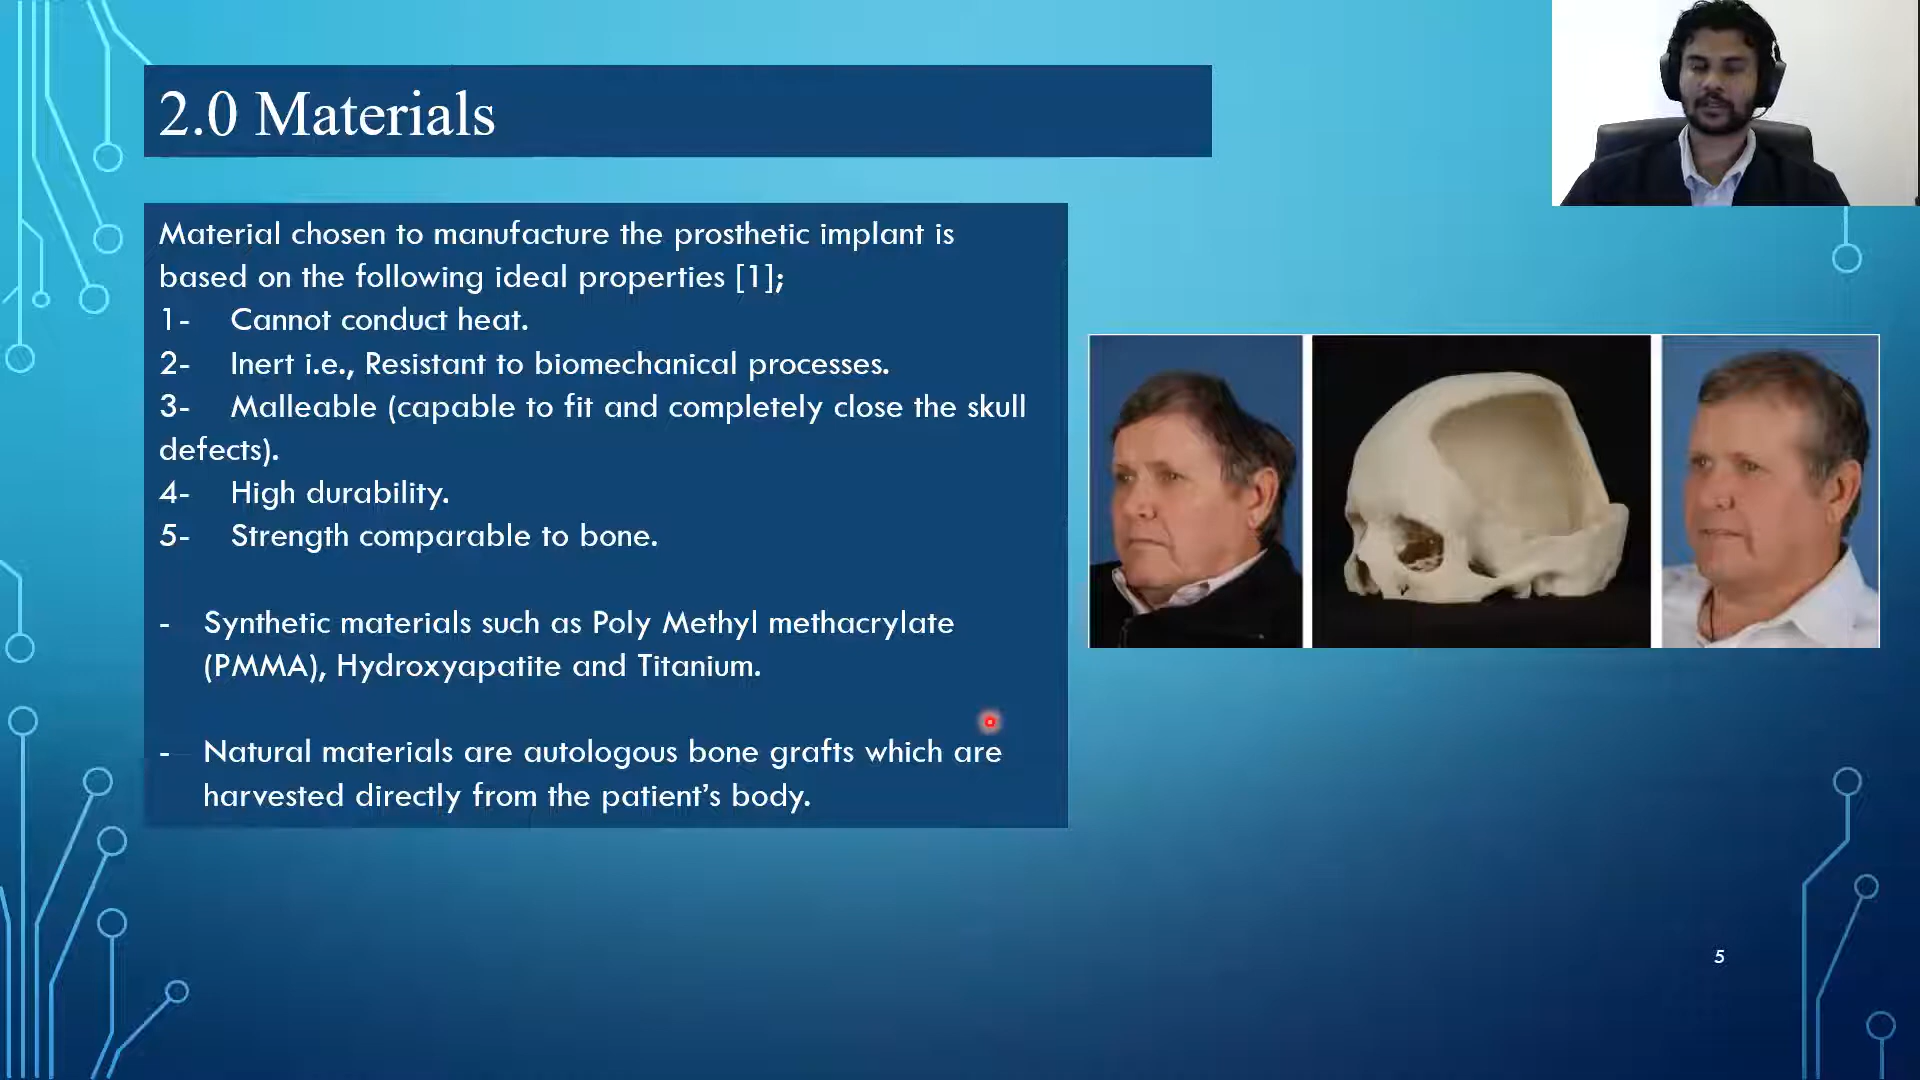 2.0 Materials
Material chosen to manufacture the prosthetic implant is
based on the following ideal properties [1];
1- Cannot conduct heat.
2- Inert i.e., Resistant to biomechanical processes.
3- Malleable (capable to fit and completely close the skull
defects).
4- High durability.
5- Strength comparable to bone.
- Synthetic materials such as Poly Methyl methacrylate
(PMMA), Hydroxyapatite and Titanium.
- Natural materials are autologous bone grafts which are
harvested directly from the patient’s body.
5